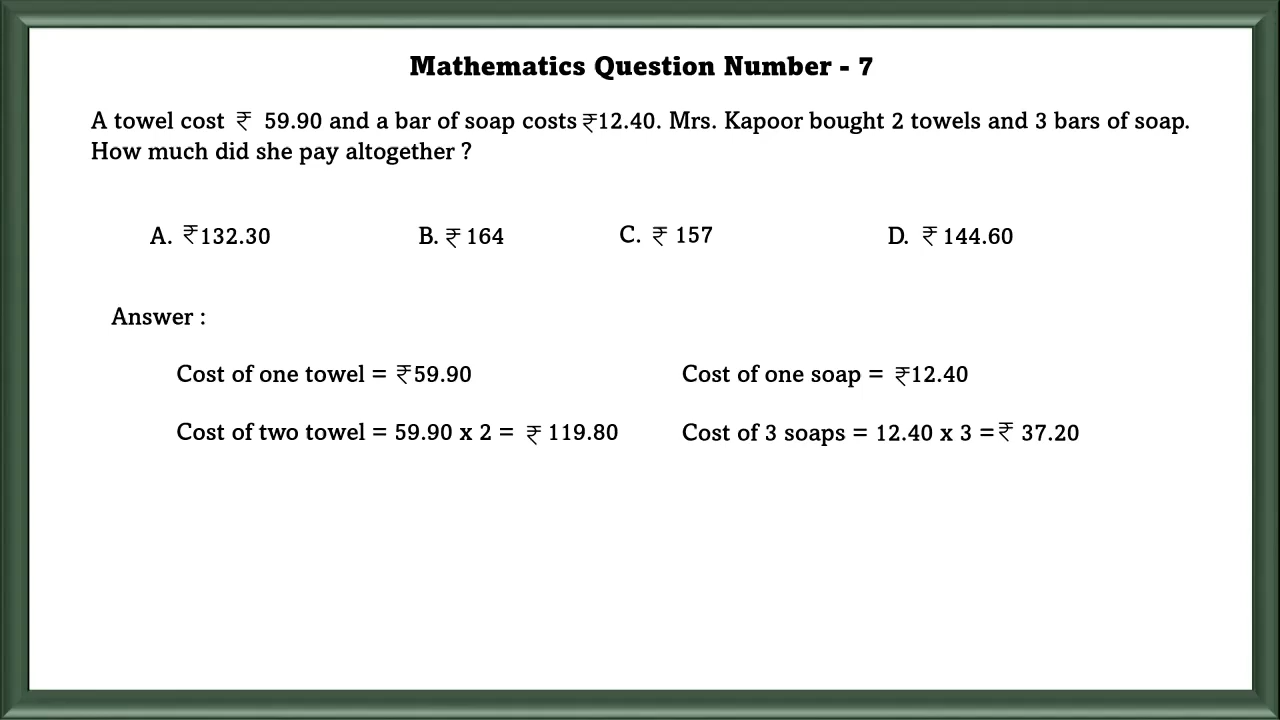 Mathematics Question Number - 7
A towel cost ₹ 59.90 and a bar of soap costs ₹12.40. Mrs. Kapoor bought 2 towels and 3 bars of soap.
How much did she pay altogether ?
A. ₹132.30 B. ₹ 164 C. ₹ 157 D. ₹ 144.60
Answer :
Cost of one towel = ₹59.90 Cost of one soap = ₹12.40
Cost of two towel = 59.90 x 2 = ₹ 119.80 Cost of 3 soaps = 12.40 x 3 =₹ 37.20